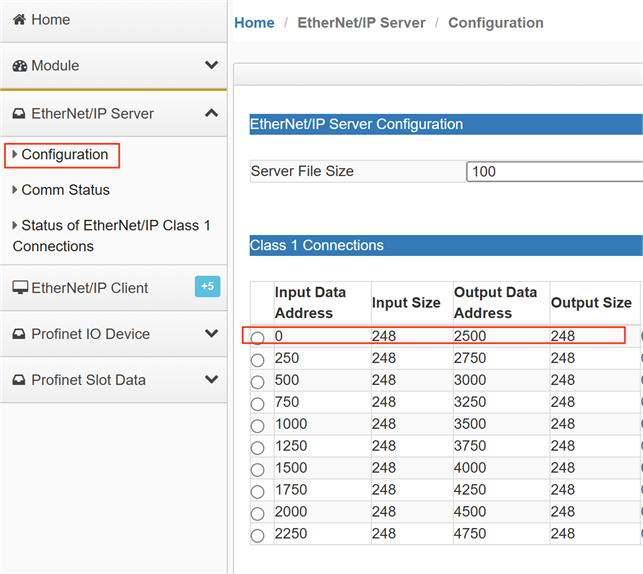 Home
Module
EtherNet/IP Server
Configuration
Comm Status
Status of EtherNet/IP Class 1
Connections
EtherNet/IP Client +5
Profinet IO Device
Profinet Slot Data
Home / EtherNet/IP Server / Configuration
EtherNet/IP Server Configuration
Server File Size 100
Class 1 Connections
Input Data Address Input Size Output Data Address Output Size
0 248 2500 248
250 248 2750 248
500 248 3000 248
750 248 3250 248
1000 248 3500 248
1250 248 3750 248
1500 248 4000 248
1750 248 4250 248
2000 248 4500 248
2250 248 4750 248